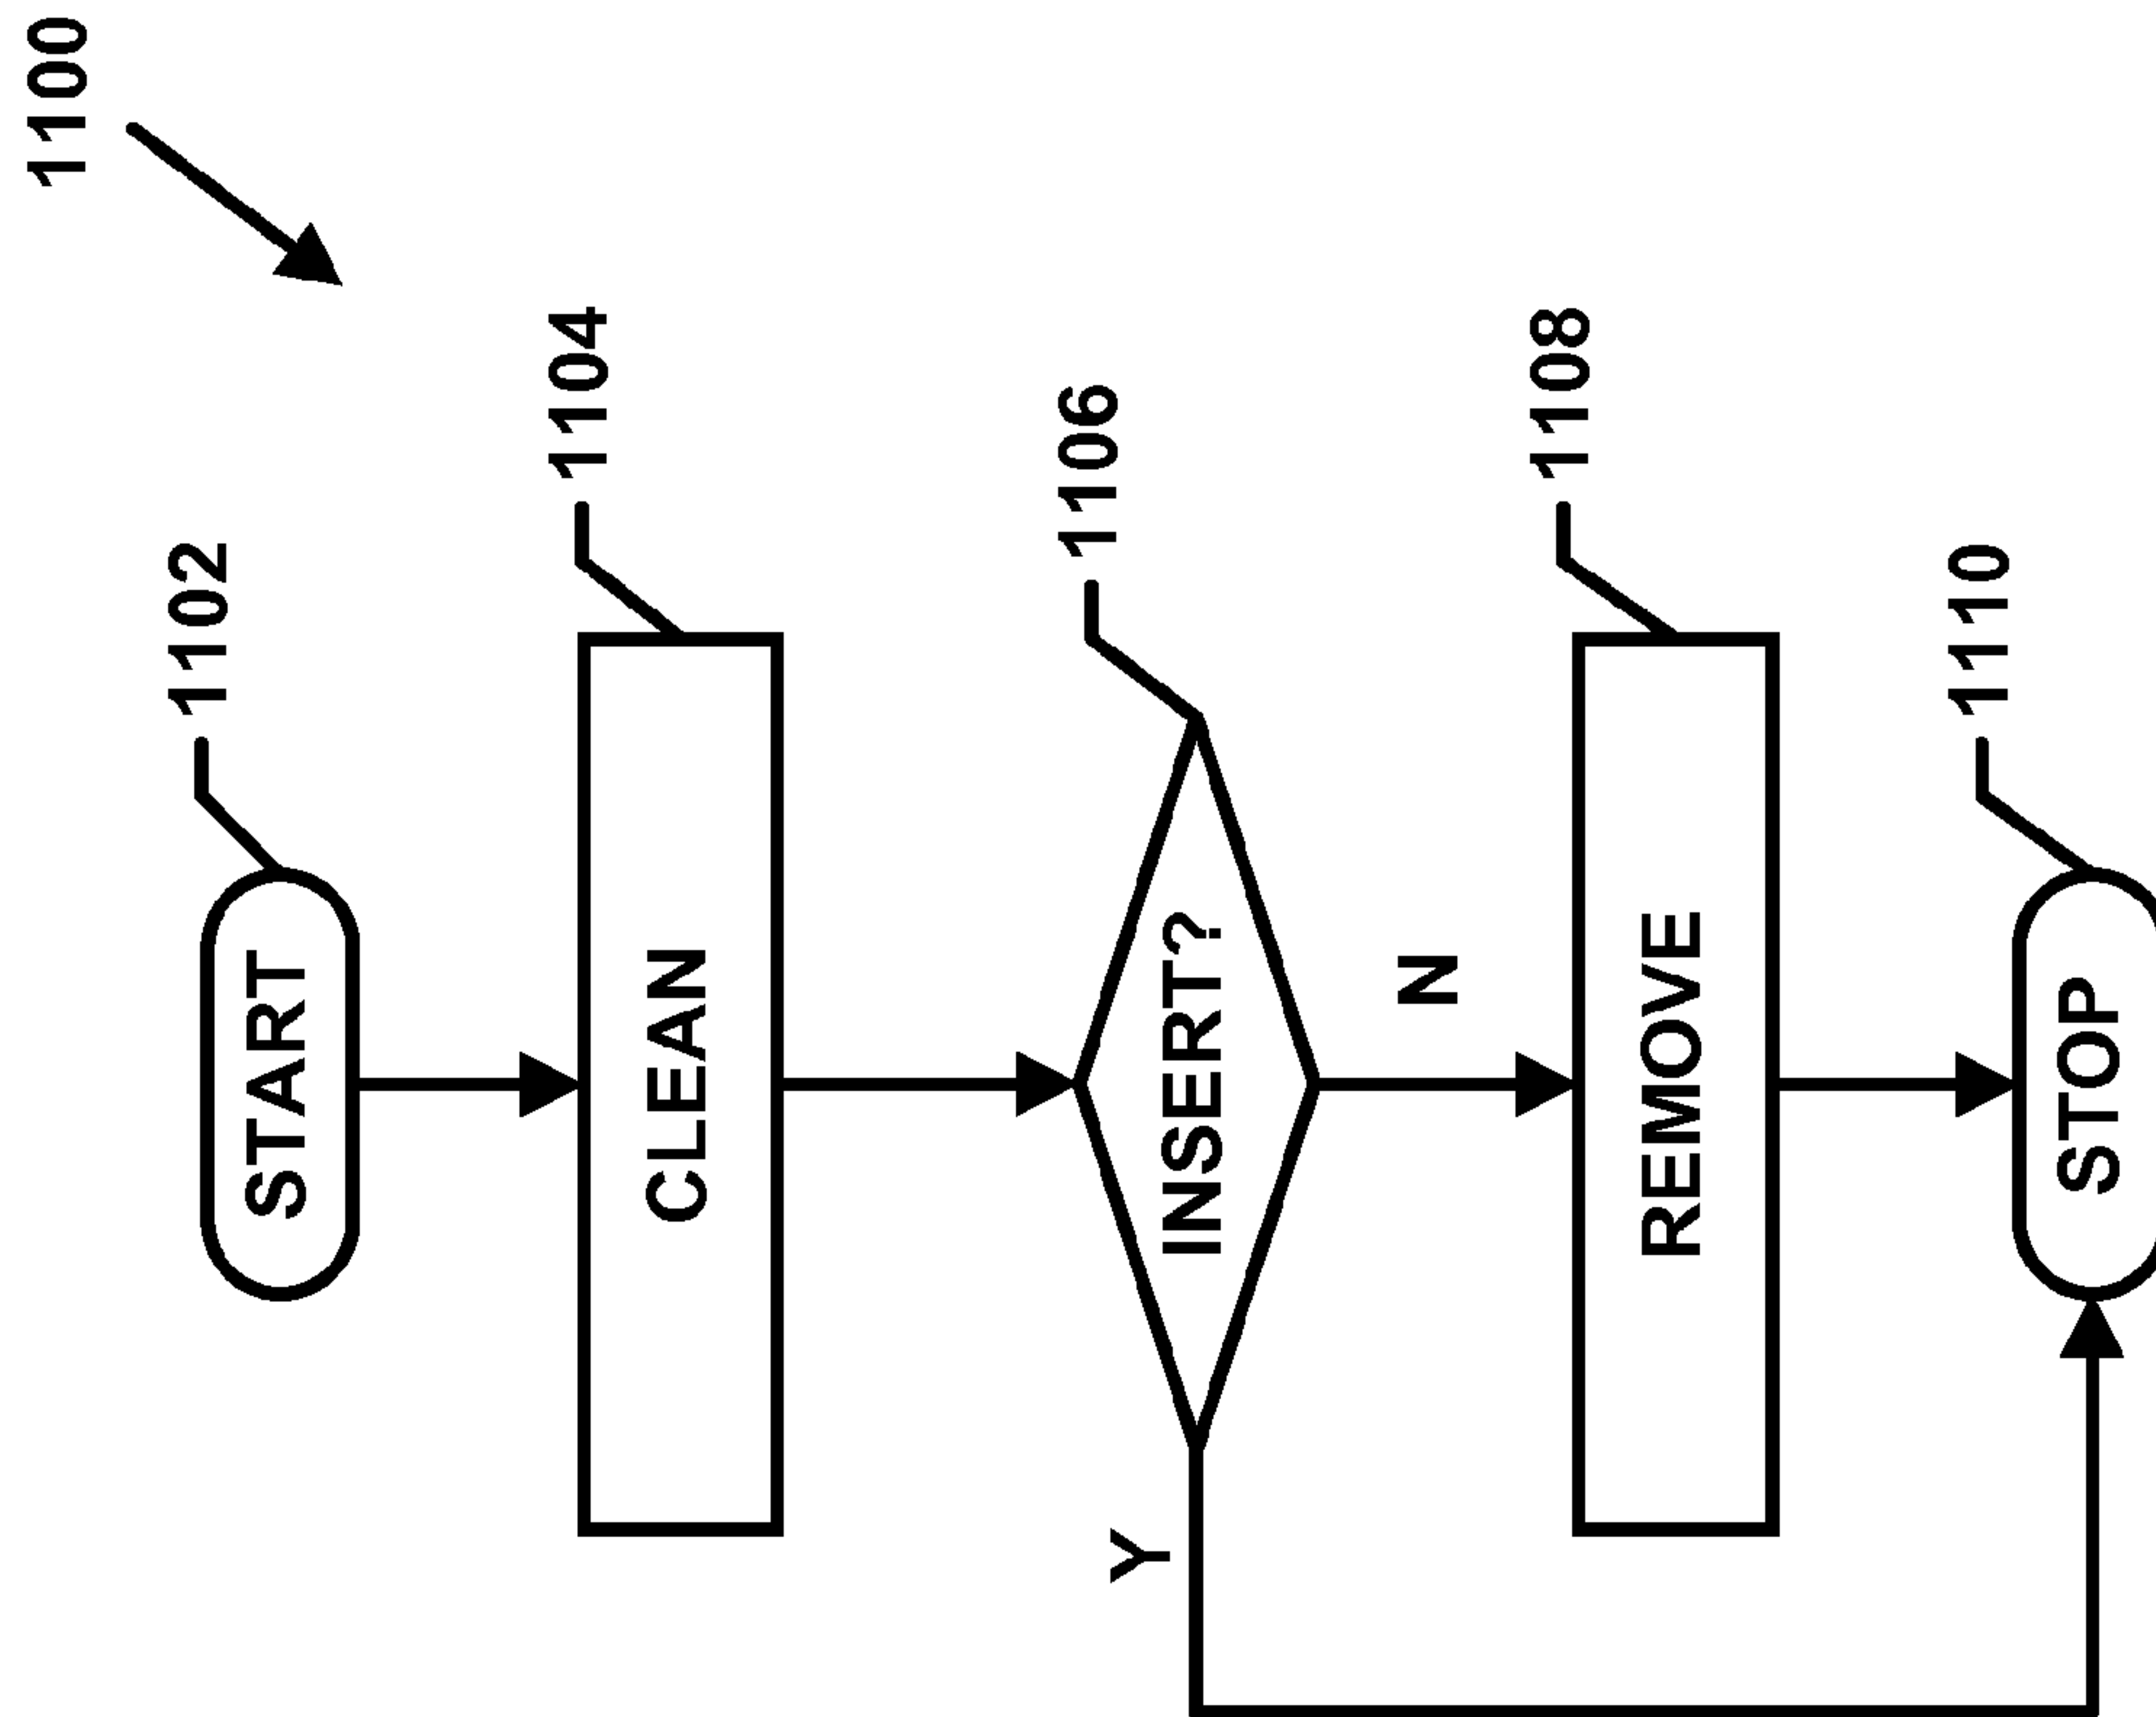 1100
1102
START
1104
CLEAN
1106
INSERT?
Y
N
1108
REMOVE
1110
STOP